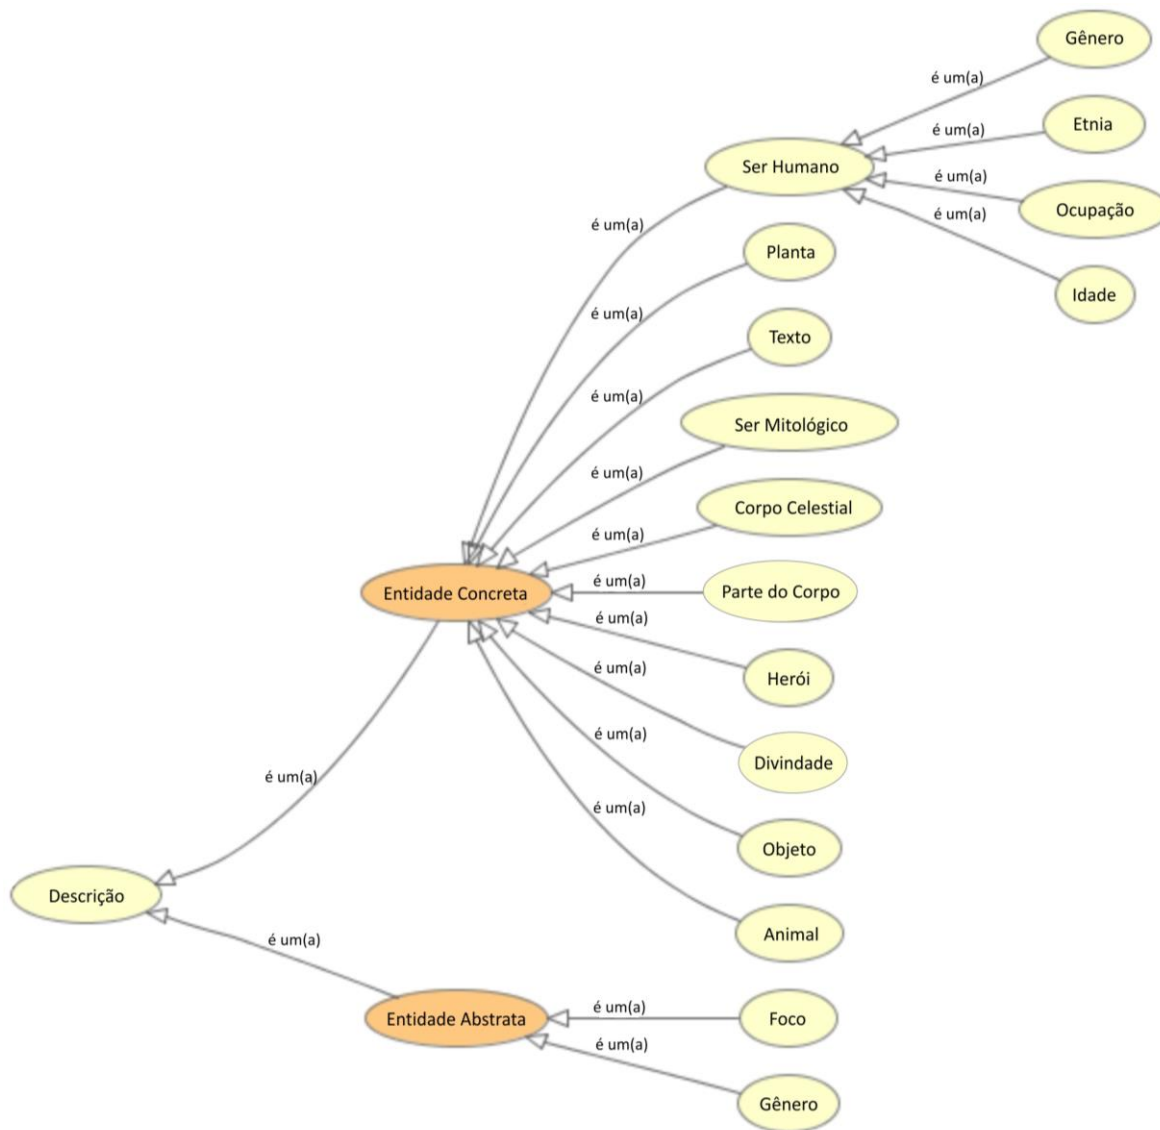 Gênero
é um(a)
Etnia
é um(a)
Ser Humano
é um(a)
Ocupação
é um(a)
é um(a)
Planta
Idade
é um(a)
Texto
é um(a)
Ser Mitológico
é um(a)
Corpo Celestial
é um(a)
é um(a)
Parte do Corpo
Entidade Concreta
é um(a)
é um(a)
Herói
é um(a)
Divindade
é um(a)
é um(a)
Objeto
Descrição
Animal
é um(a)
é um(a)
Entidade Abstrata
Foco
é um(a)
Gênero